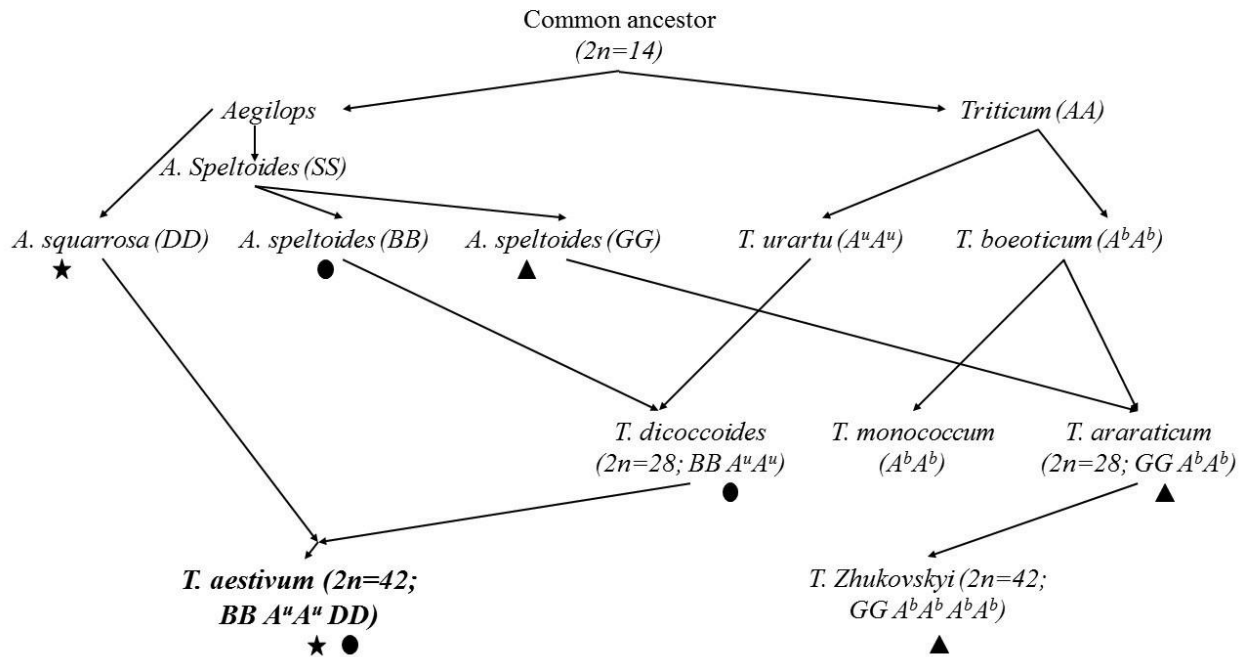 Common ancestor
(2n=14)
Aegilops
Triticum (AA)
A. Speltoides (SS)
A. squarrosa (DD)
A. speltoides (BB)
A. speltoides (GG)
T. urartu (AᵘAᵘ)
T. boeoticum (AᵇAᵇ)
T. dicoccoides
(2n=28; BB AᵘAᵘ)
T. monococcum
(AᵇAᵇ)
T. araraticum
(2n=28; GG AᵇAᵇ)
T. aestivum (2n=42;
BB AᵘAᵘ DD)
T. Zhukovskyi (2n=42;
GG AᵇAᵇ AᵇAᵇ)